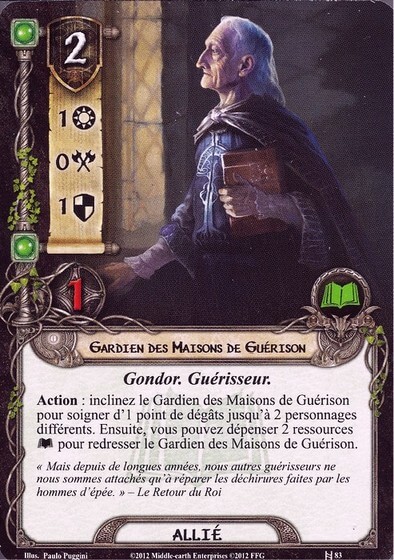 2
1
0
1
1
Gardien des Maisons de Guérison
Gondor. Guérisseur.
Action : inclinez le Gardien des Maisons de Guérison
pour soigner d'1 point de dégâts jusqu'à 2 personnages
différents. Ensuite, vous pouvez dépenser 2 ressources
pour redresser le Gardien des Maisons de Guérison.
« Mais depuis de longues années, nous autres guérisseurs ne
nous sommes attachés qu'à réparer les déchirures faites par les
hommes d'épée. » – Le Retour du Roi
Allié
Illus. Paolo Puggini ©2012 Middle-earth Enterprises ©2012 FFG 83